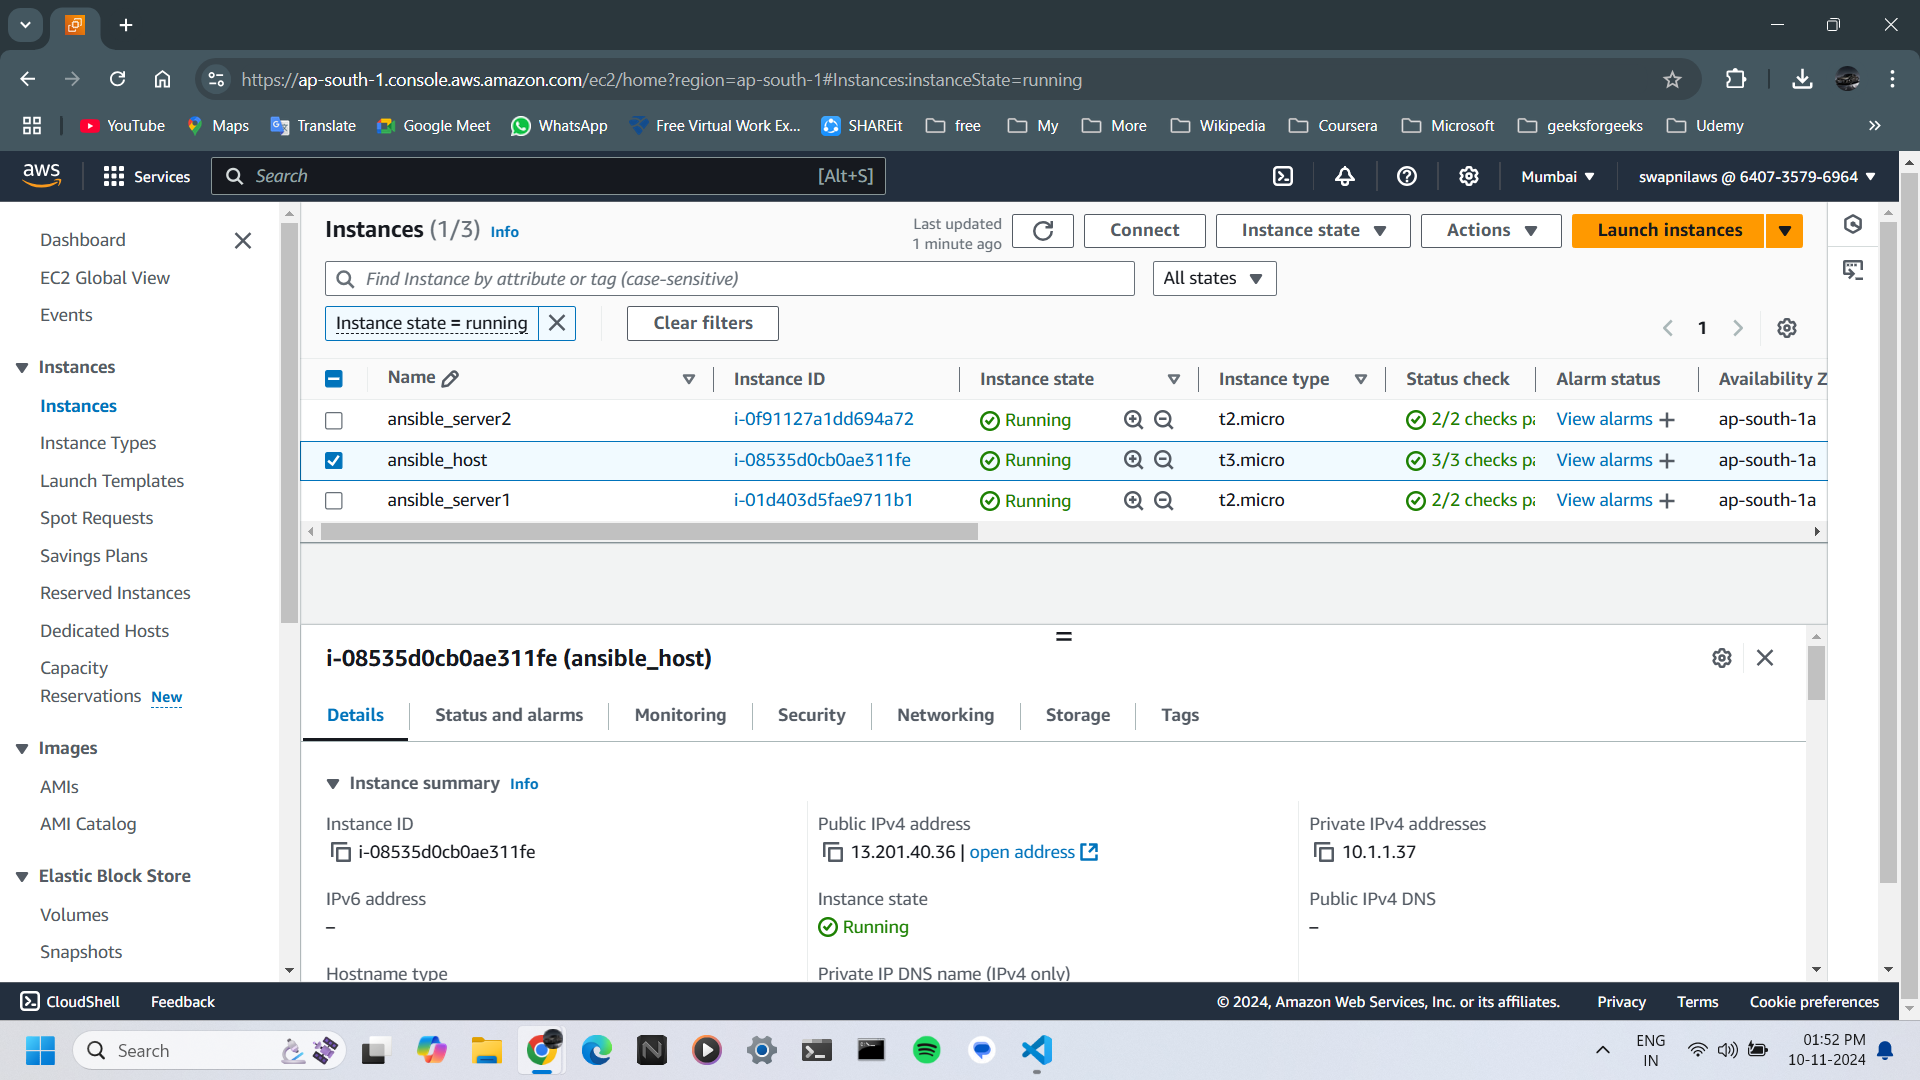 https://ap-south-1.console.aws.amazon.com/ec2/home?region=ap-south-1#Instances:instanceState=running
YouTube Maps Translate Google Meet WhatsApp Free Virtual Work Ex... SHAREit free My More Wikipedia Coursera Microsoft geeksforgeeks Udemy »
aws Services Search [Alt+S] Mumbai swapnilaws @ 6407-3579-6964
Dashboard
EC2 Global View
Events
Instances
Instances
Instance Types
Launch Templates
Spot Requests
Savings Plans
Reserved Instances
Dedicated Hosts
Capacity
Reservations New
Images
AMIs
AMI Catalog
Elastic Block Store
Volumes
Snapshots
Instances (1/3) Info
Last updated
1 minute ago
Connect Instance state Actions Launch instances
Find Instance by attribute or tag (case-sensitive) All states
Instance state = running Clear filters
1
Name Instance ID Instance state Instance type Status check Alarm status Availability Z
ansible_server2 i-0f91127a1dd694a72 Running t2.micro 2/2 checks pa View alarms ap-south-1a
ansible_host i-08535d0cb0ae311fe Running t3.micro 3/3 checks pa View alarms ap-south-1a
ansible_server1 i-01d403d5fae9711b1 Running t2.micro 2/2 checks pa View alarms ap-south-1a
i-08535d0cb0ae311fe (ansible_host)
Details Status and alarms Monitoring Security Networking Storage Tags
Instance summary Info
Instance ID
i-08535d0cb0ae311fe
Public IPv4 address
13.201.40.36 | open address
Private IPv4 addresses
10.1.1.37
IPv6 address
–
Instance state
Running
Public IPv4 DNS
–
Hostname type
Private IP DNS name (IPv4 only)
CloudShell Feedback © 2024, Amazon Web Services, Inc. or its affiliates. Privacy Terms Cookie preferences
Search
ENG
IN
01:52 PM
10-11-2024